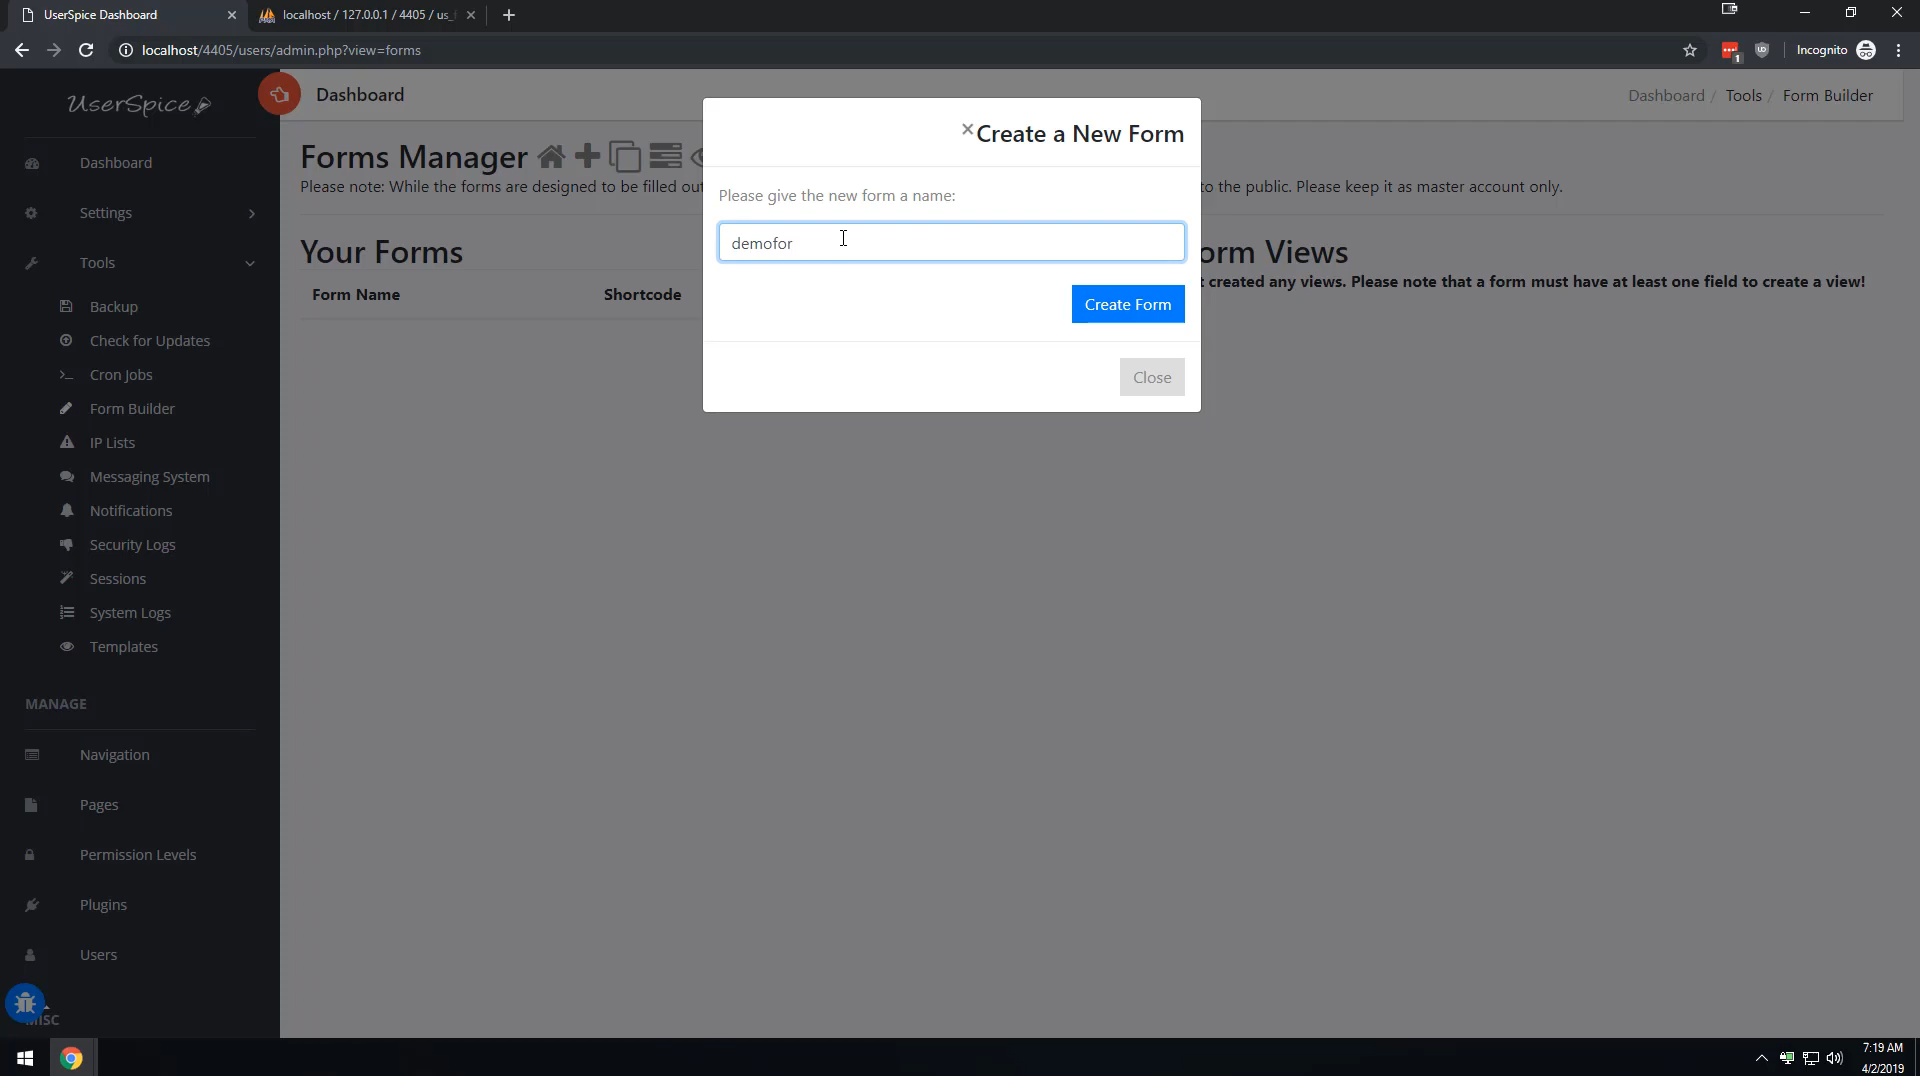 UserSpice Dashboard
localhost / 127.0.0.1 / 4405 / us_
localhost/4405/users/admin.php?view=forms
1
Incognito
UserSpice
Dashboard
Dashboard / Tools / Form Builder
Dashboard
Settings
Tools
Backup
Check for Updates
Cron Jobs
Form Builder
IP Lists
Messaging System
Notifications
Security Logs
Sessions
System Logs
Templates
MANAGE
Navigation
Pages
Permission Levels
Plugins
Users
MISC
Forms Manager
Please note: While the forms are designed to be filled
to the public. Please keep it as master account only.
Your Forms
Form Name Shortcode
orm Views
created any views. Please note that a form must have at least one field to create a view!
×Create a New Form
Please give the new form a name:
demofor
Create Form
Close
7:19 AM
4/2/2019